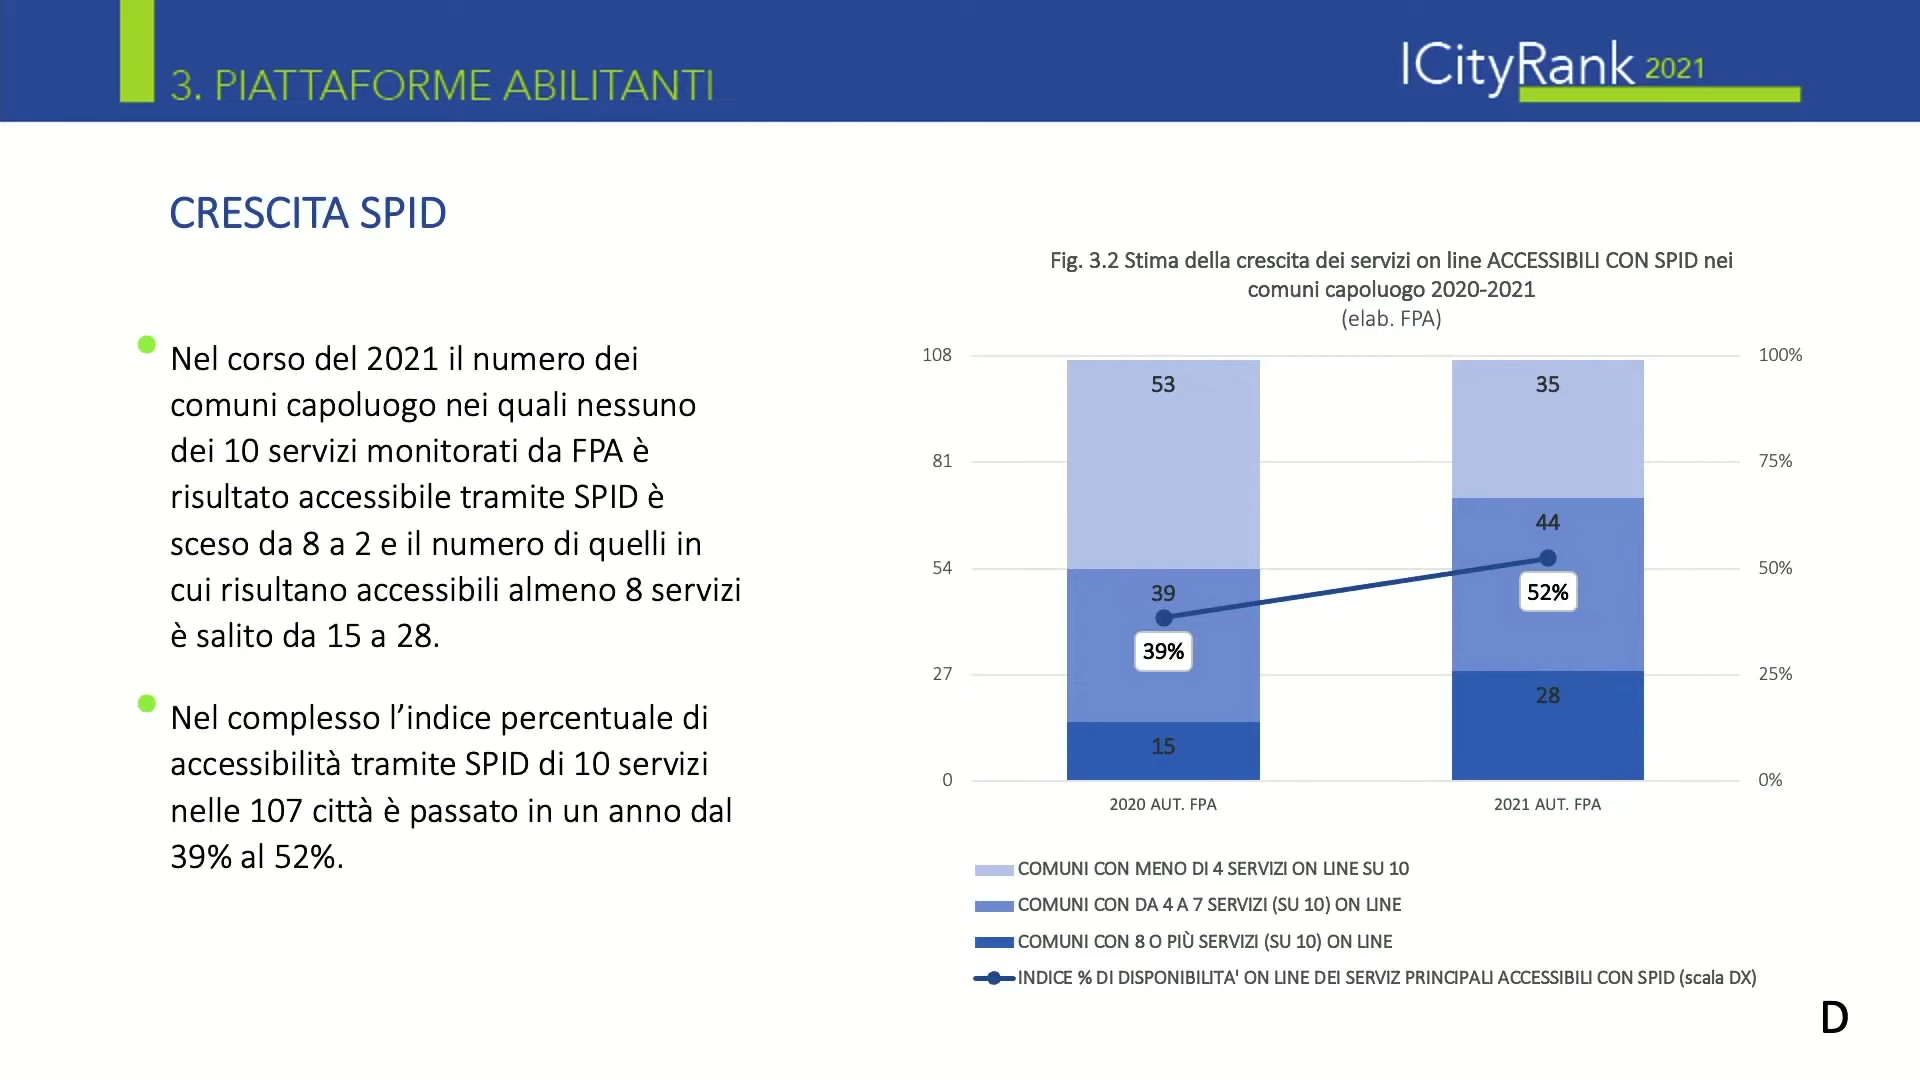 3. PIATTAFORME ABILITANTI
ICityRank 2021
CRESCITA SPID
Nel corso del 2021 il numero dei
comuni capoluogo nei quali nessuno
dei 10 servizi monitorati da FPA è
risultato accessibile tramite SPID è
sceso da 8 a 2 e il numero di quelli in
cui risultano accessibili almeno 8 servizi
è salito da 15 a 28.
Nel complesso l’indice percentuale di
accessibilità tramite SPID di 10 servizi
nelle 107 città è passato in un anno dal
39% al 52%.
Fig. 3.2 Stima della crescita dei servizi on line ACCESSIBILI CON SPID nei
comuni capoluogo 2020-2021
(elab. FPA)
108 100%
53 35
81 75%
44
54 50%
39 52%
39%
27 25%
28
15
0 0%
2020 AUT. FPA 2021 AUT. FPA
COMUNI CON MENO DI 4 SERVIZI ON LINE SU 10
COMUNI CON DA 4 A 7 SERVIZI (SU 10) ON LINE
COMUNI CON 8 O PIÙ SERVIZI (SU 10) ON LINE
INDICE % DI DISPONIBILITA' ON LINE DEI SERVIZ PRINCIPALI ACCESSIBILI CON SPID (scala DX)
D